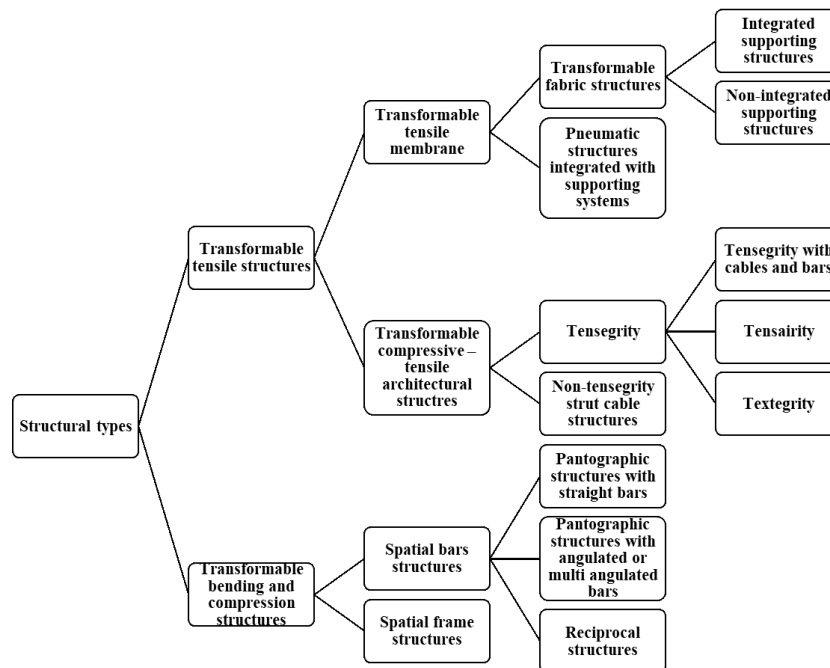 Integrated
supporting
structures
Transformable
fabric structures
Non-integrated
supporting
structures
Transformable
tensile
membrane
Pneumatic
structures
integrated with
supporting
systems
Transformable
tensile structures
Tensegrity with
cables and bars
Transformable
compressive –
tensile
architectural
structres
Tensegrity
Tensairity
Non-tensegrity
strut cable
structures
Textegrity
Structural types
Pantographic
structures with
straight bars
Transformable
bending and
compression
structures
Spatial bars
structures
Pantographic
structures with
angulated or
multi angulated
bars
Spatial frame
structures
Reciprocal
structures